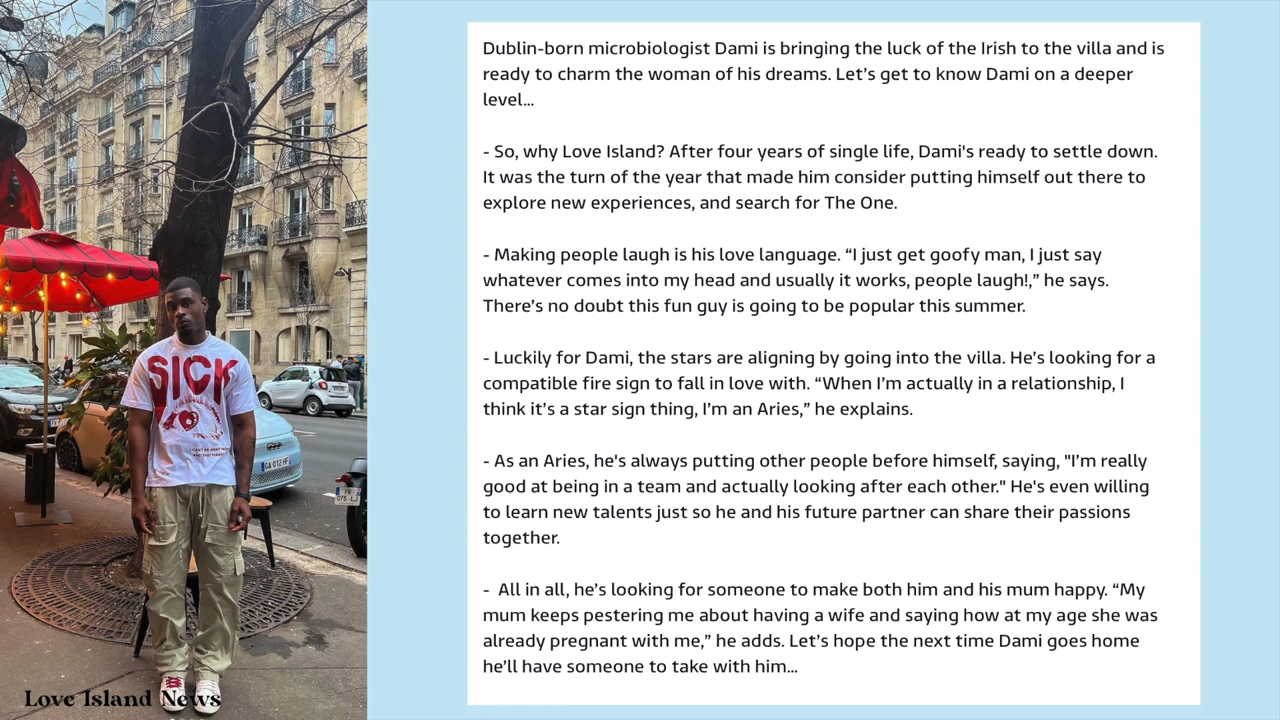 Dublin-born microbiologist Dami is bringing the luck of the Irish to the villa and is
ready to charm the woman of his dreams. Let’s get to know Dami on a deeper
level…
- So, why Love Island? After four years of single life, Dami's ready to settle down.
It was the turn of the year that made him consider putting himself out there to
explore new experiences, and search for The One.
- Making people laugh is his love language. “I just get goofy man, I just say
whatever comes into my head and usually it works, people laugh!,” he says.
There’s no doubt this fun guy is going to be popular this summer.
- Luckily for Dami, the stars are aligning by going into the villa. He’s looking for a
compatible fire sign to fall in love with. “When I’m actually in a relationship, I
think it’s a star sign thing, I’m an Aries,” he explains.
- As an Aries, he's always putting other people before himself, saying, "I’m really
good at being in a team and actually looking after each other." He's even willing
to learn new talents just so he and his future partner can share their passions
together.
- All in all, he’s looking for someone to make both him and his mum happy. “My
mum keeps pestering me about having a wife and saying how at my age she was
already pregnant with me,” he adds. Let’s hope the next time Dami goes home
he’ll have someone to take with him…
SICK
GA 012 HF
Love Island News